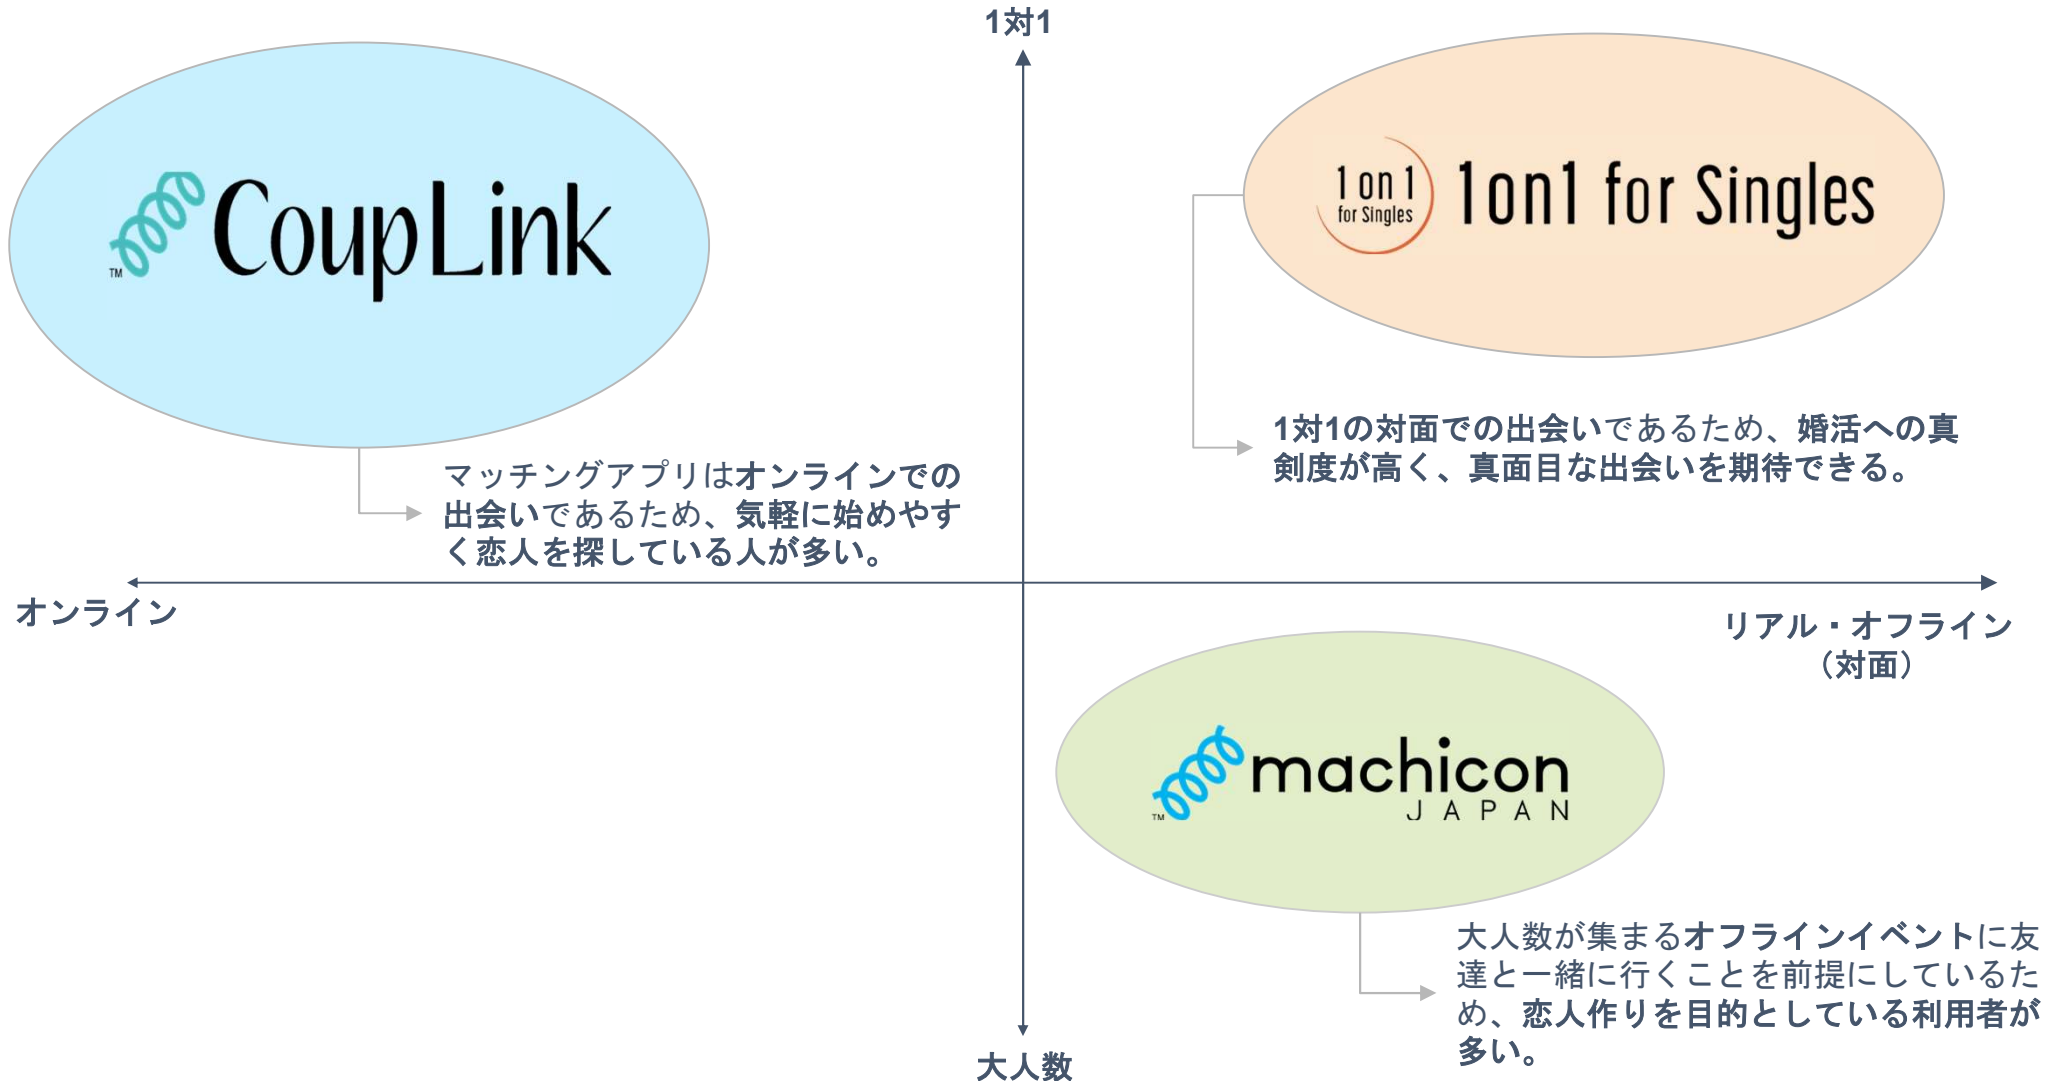 1対1
CoupLink
TM
1 on 1
for Singles
1on1 for Singles
1対1の対面での出会いであるため、婚活への真
剣度が高く、真面目な出会いを期待できる。
マッチングアプリはオンラインでの
出会いであるため、気軽に始めやす
く恋人を探している人が多い。
オンライン
リアル・オフライン
（対面）
machicon
JAPAN
TM
大人数が集まるオフラインイベントに友
達と一緒に行くことを前提にしているた
め、恋人作りを目的としている利用者が
多い。
大人数